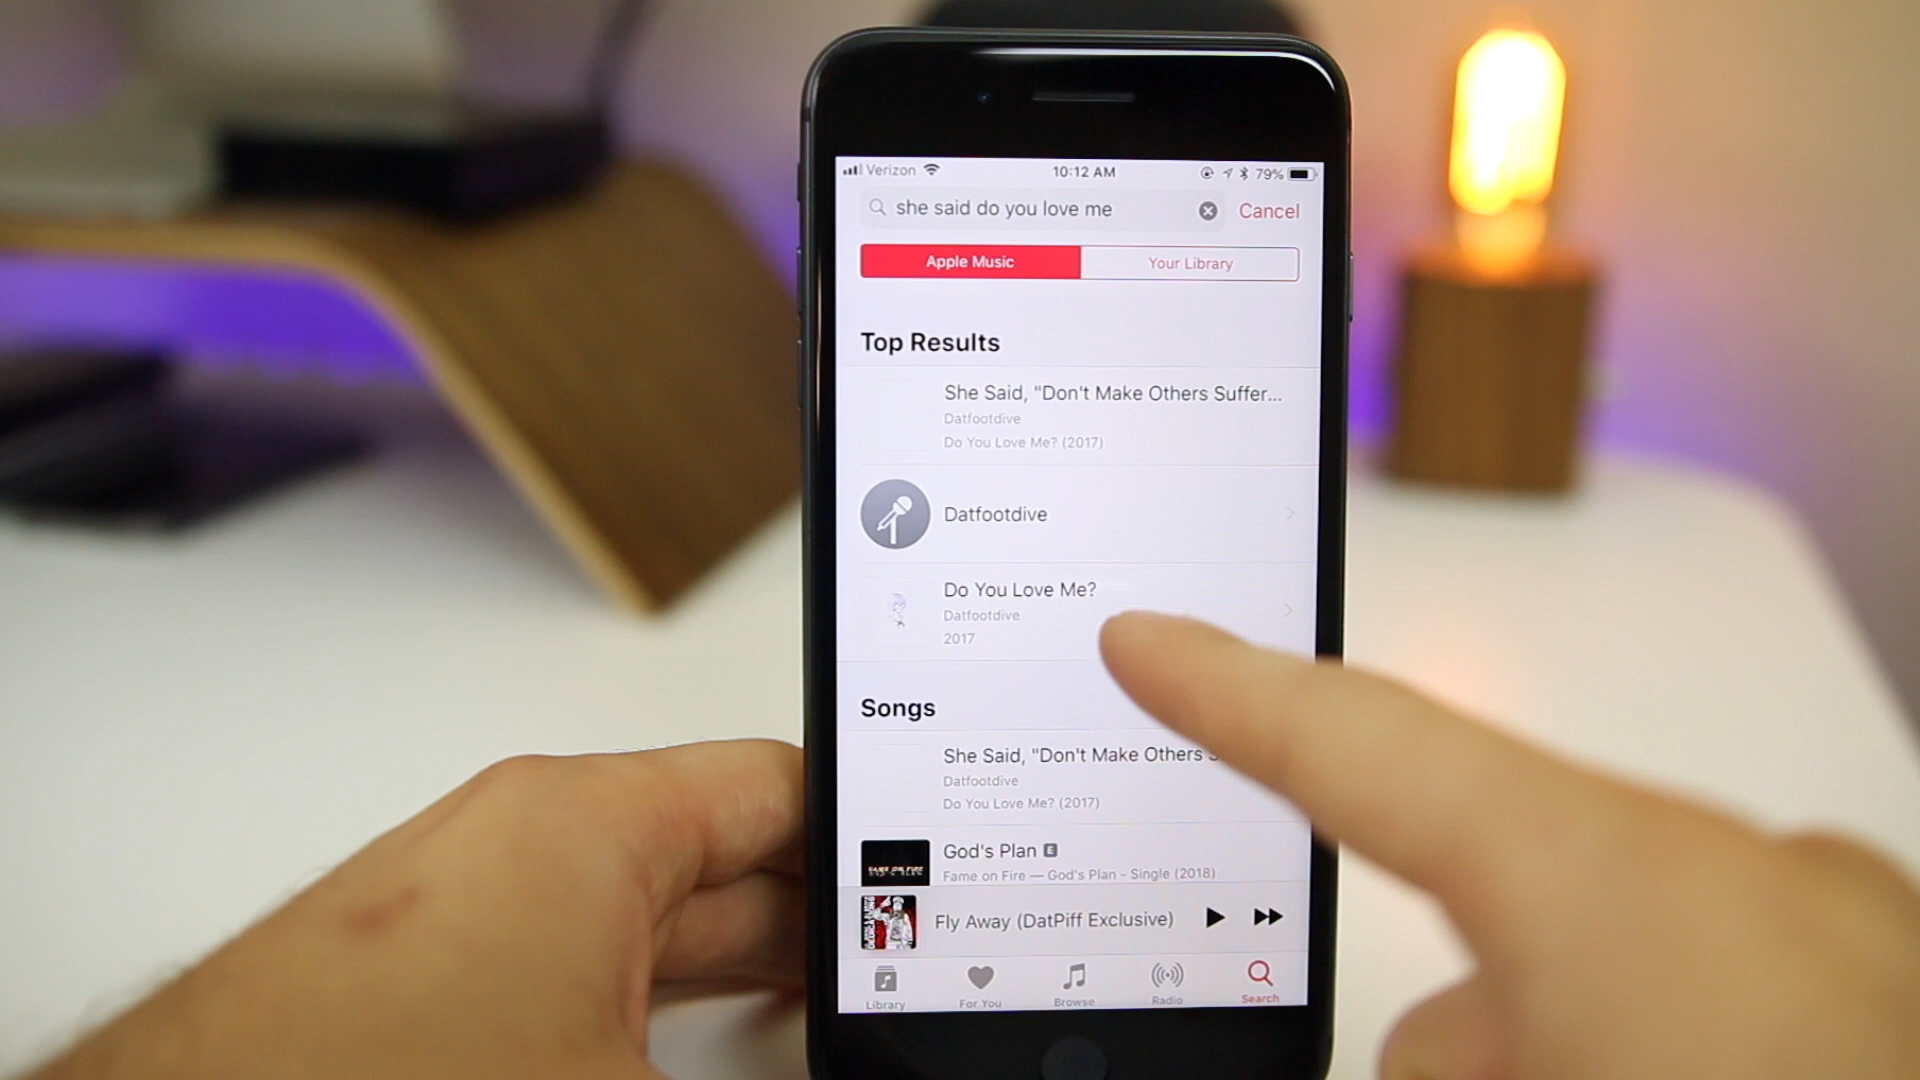 Verizon 10:12 AM 79%
she said do you love me Cancel
Apple Music Your Library
Top Results
She Said, "Don't Make Others Suffer...
Datfootdive
Do You Love Me? (2017)
Datfootdive
Do You Love Me?
Datfootdive
2017
Songs
She Said, "Don't Make Others
Datfootdive
Do You Love Me? (2017)
God's Plan E
Fame on Fire — God's Plan - Single (2018)
Fly Away (DatPiff Exclusive)
Library For You Browse Radio Search